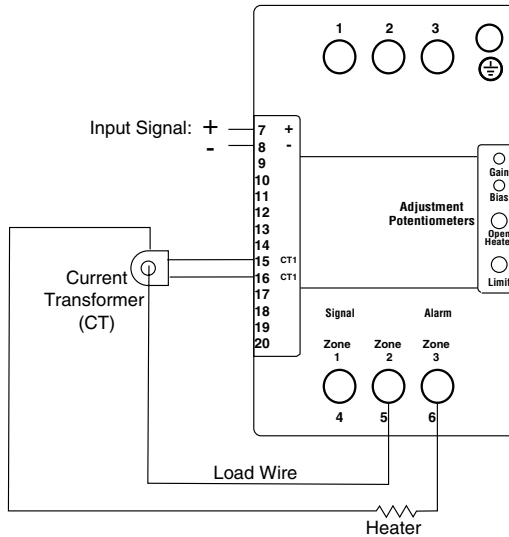 1 2 3
Input Signal: + 7 +
- 8 -
9
10
11
12
13
14
15 CT1
16 CT1
17
18
19
20
Gain
Bias
Adjustment
Potentiometers
Open
Heater
Limit
Current
Transformer
(CT)
Signal Alarm
Zone Zone Zone
1 2 3
4 5 6
Load Wire
Heater